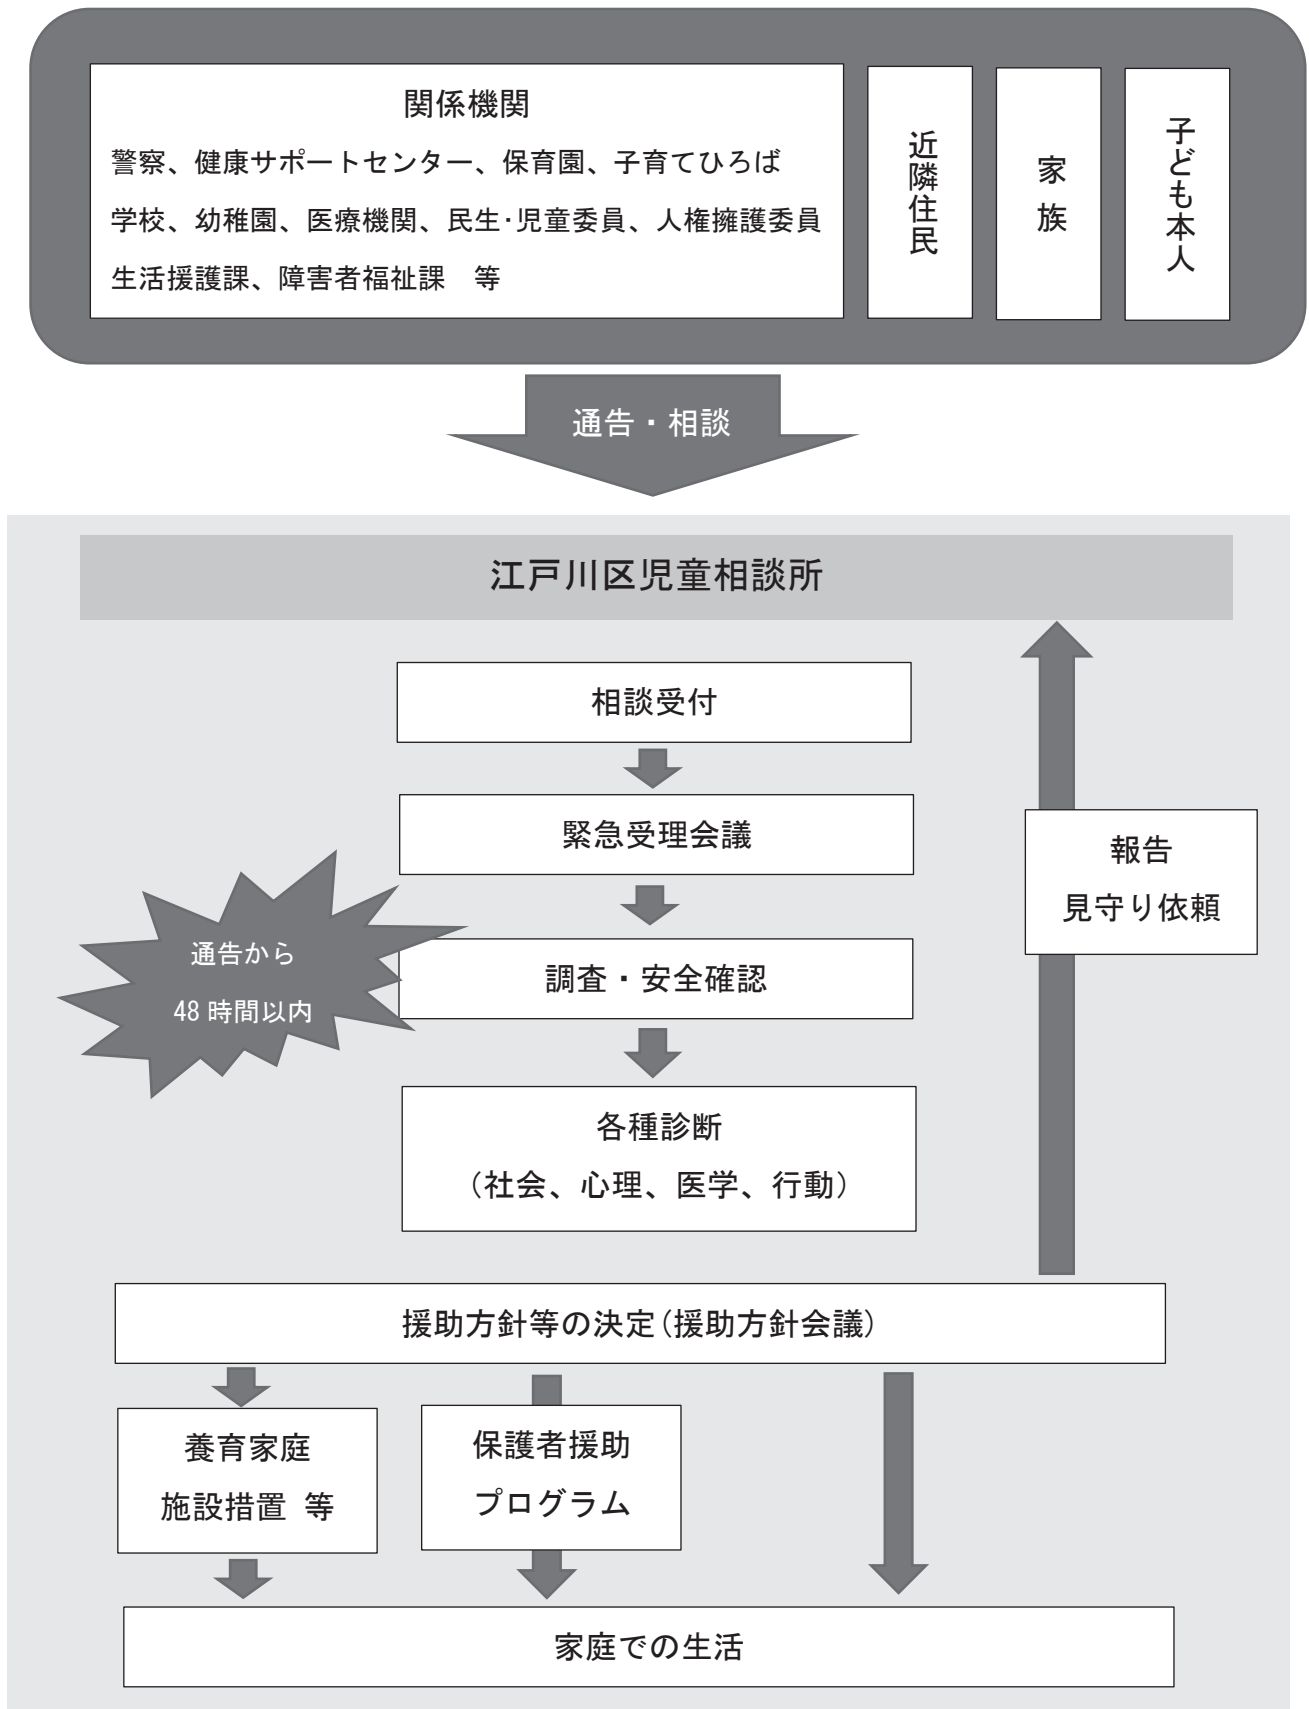 関係機関
警察、健康サポートセンター、保育園、子育てひろば
学校、幼稚園、医療機関、民生・児童委員、人権擁護委員
生活援護課、障害者福祉課　等
近隣住民
家族
子ども本人
通告・相談
江戸川区児童相談所
相談受付
緊急受理会議
報告
見守り依頼
通告から
48時間以内
調査・安全確認
各種診断
（社会、心理、医学、行動）
援助方針等の決定（援助方針会議）
養育家庭
施設措置 等
保護者援助
プログラム
家庭での生活